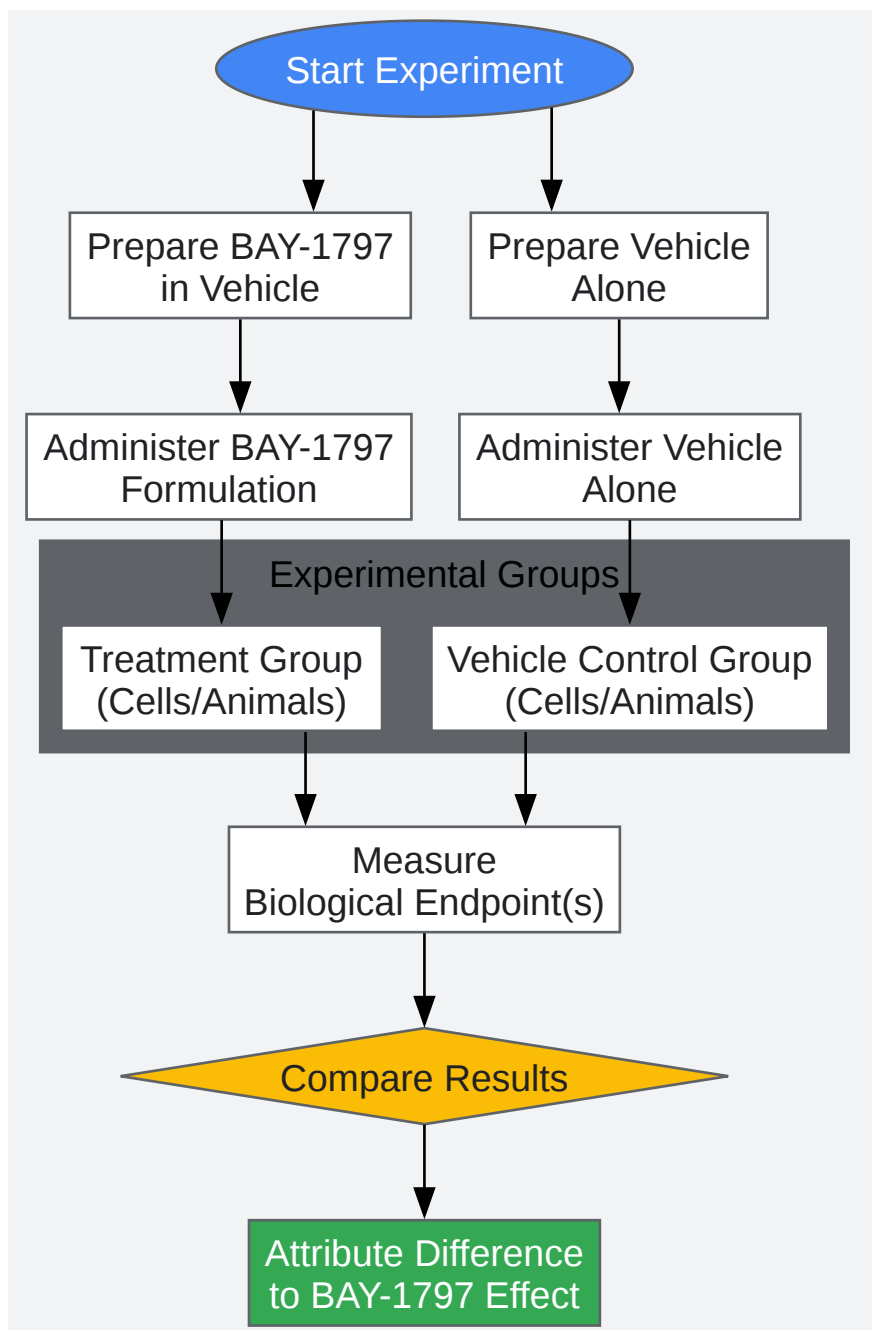 Start Experiment
Prepare BAY-1797
in Vehicle
Prepare Vehicle
Alone
Administer BAY-1797
Formulation
Administer Vehicle
Alone
Experimental Groups
Treatment Group
(Cells/Animals)
Vehicle Control Group
(Cells/Animals)
Measure
Biological Endpoint(s)
Compare Results
Attribute Difference
to BAY-1797 Effect